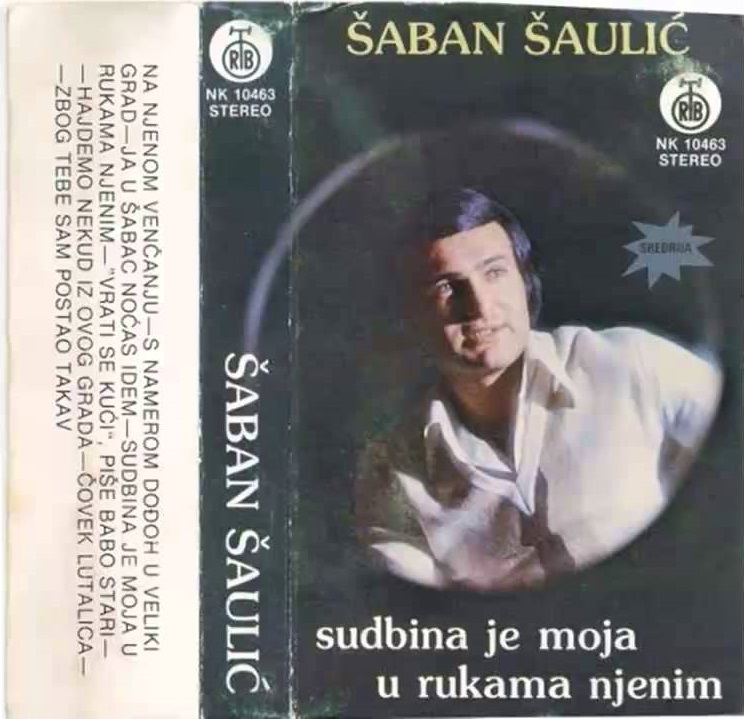 NA NJENOM VENČANJU—S NAMEROM DOĐOH U VELIKI
GRAD—JA U ŠABAC NOĆAS IDEM—SUDBINA JE MOJA U
RUKAMA NJENIM—"VRATI SE KUĆI", PIŠE BABO STARI—
—HAJDEMO NEKUD IZ OVOG GRADA—ČOVEK LUTALICA—
—ZBOG TEBE SAM POSTAO TAKAV
RTB
NK 10463
STEREO
ŠABAN ŠAULIĆ
ŠABAN ŠAULIĆ
RTB
NK 10463
STEREO
sudbina je moja
u rukama njenim